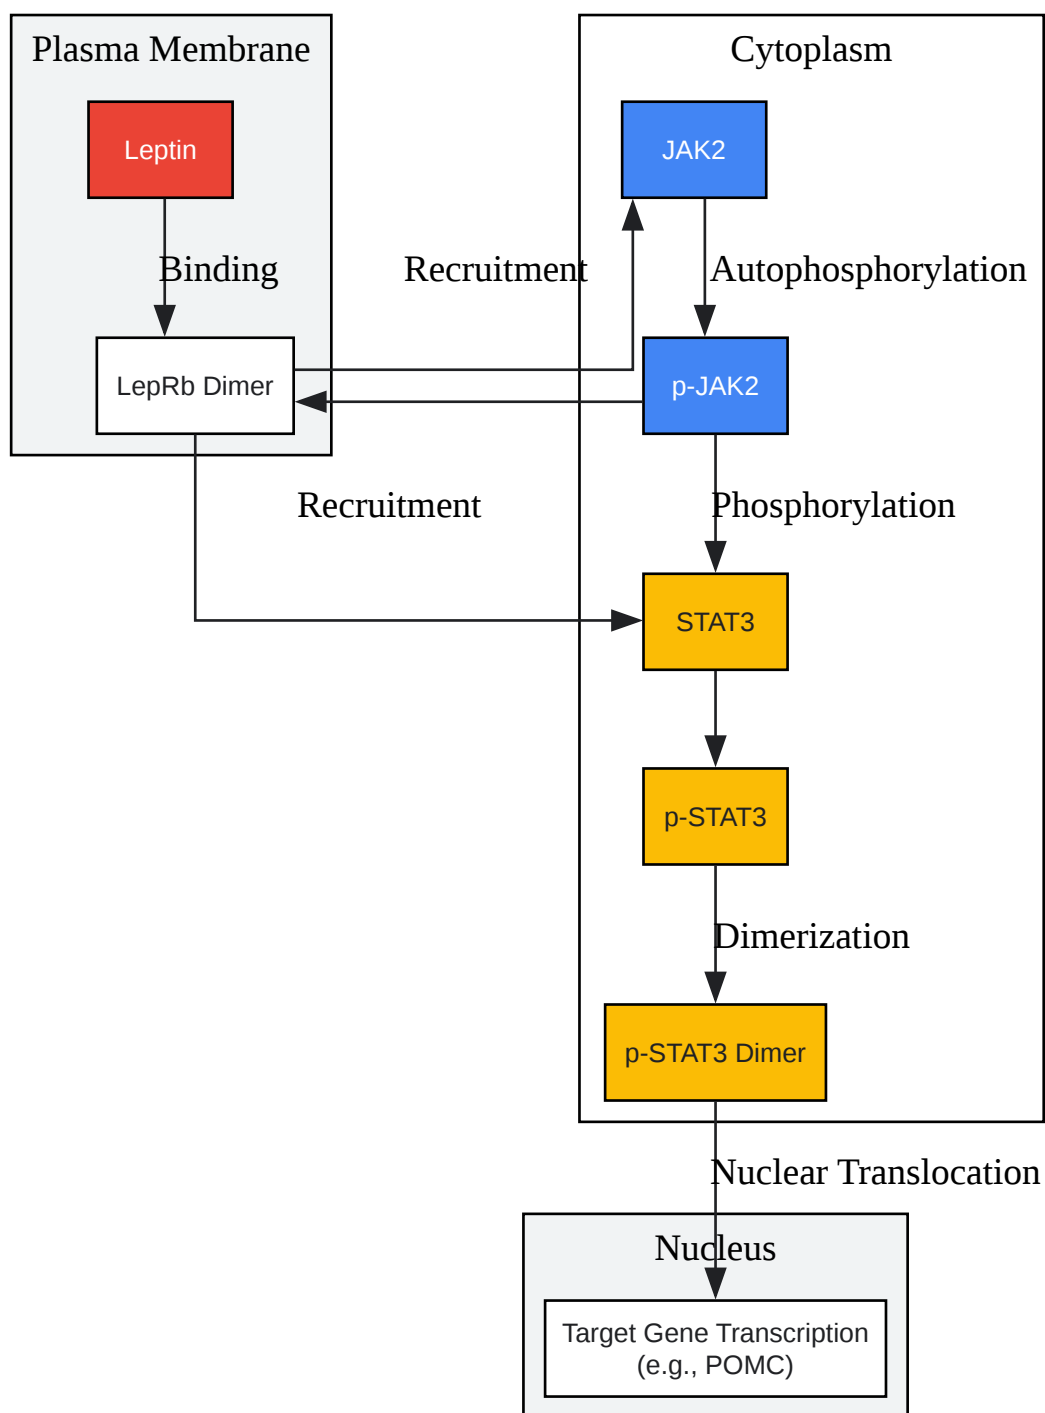 Plasma Membrane
Cytoplasm
Leptin
JAK2
Binding
Recruitment
Autophosphorylation
LepRb Dimer
p-JAK2
Recruitment
Phosphorylation
STAT3
p-STAT3
Dimerization
p-STAT3 Dimer
Nuclear Translocation
Nucleus
Target Gene Transcription
(e.g., POMC)